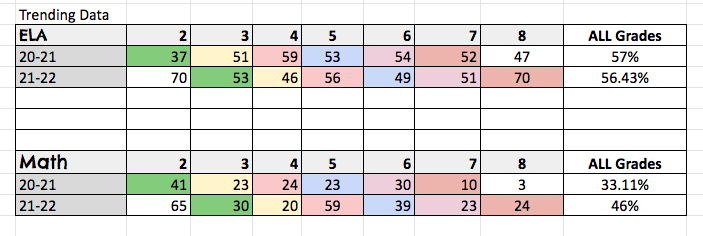 Trending Data
ELA 2 3 4 5 6 7 8 ALL Grades
20-21 37 51 59 53 54 52 47 57%
21-22 70 53 46 56 49 51 70 56.43%
Math 2 3 4 5 6 7 8 ALL Grades
20-21 41 23 24 23 30 10 3 33.11%
21-22 65 30 20 59 39 23 24 46%